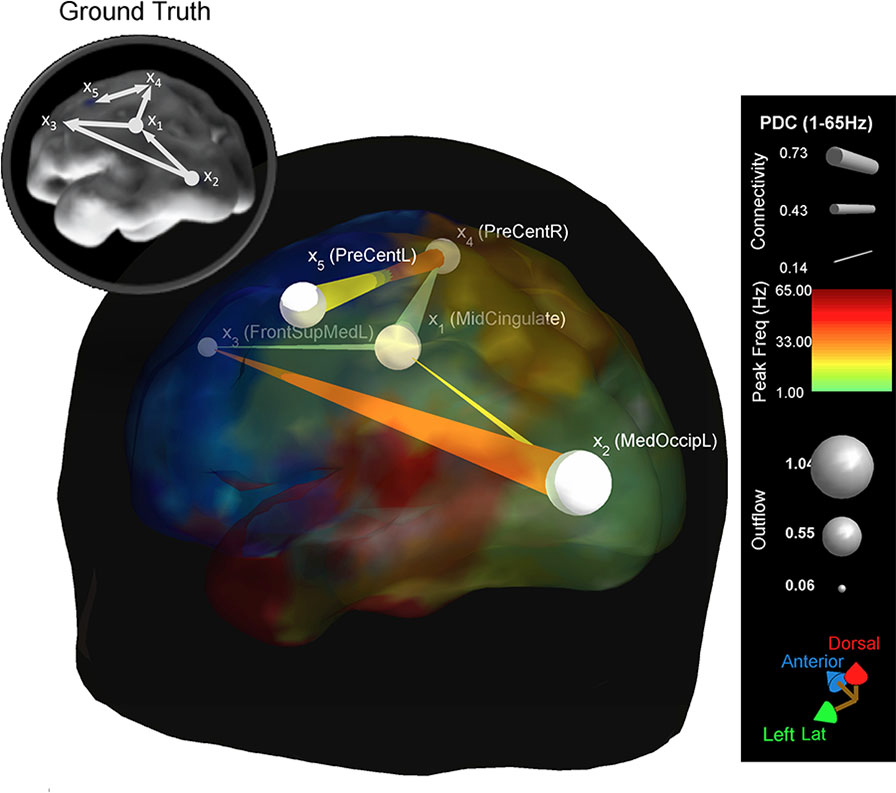 Ground Truth
x5
x4
x3
x1
x2
x4 (PreCentR)
x5 (PreCentL)
x1 (MidCingulate)
x3 (FrontSupMedL)
x2 (MedOccipL)
PDC (1-65Hz)
Connectivity
0.73
0.43
0.14
Peak Freq (Hz)
65.00
33.00
1.00
Outflow
1.04
0.55
0.06
Dorsal
Anterior
Left Lat